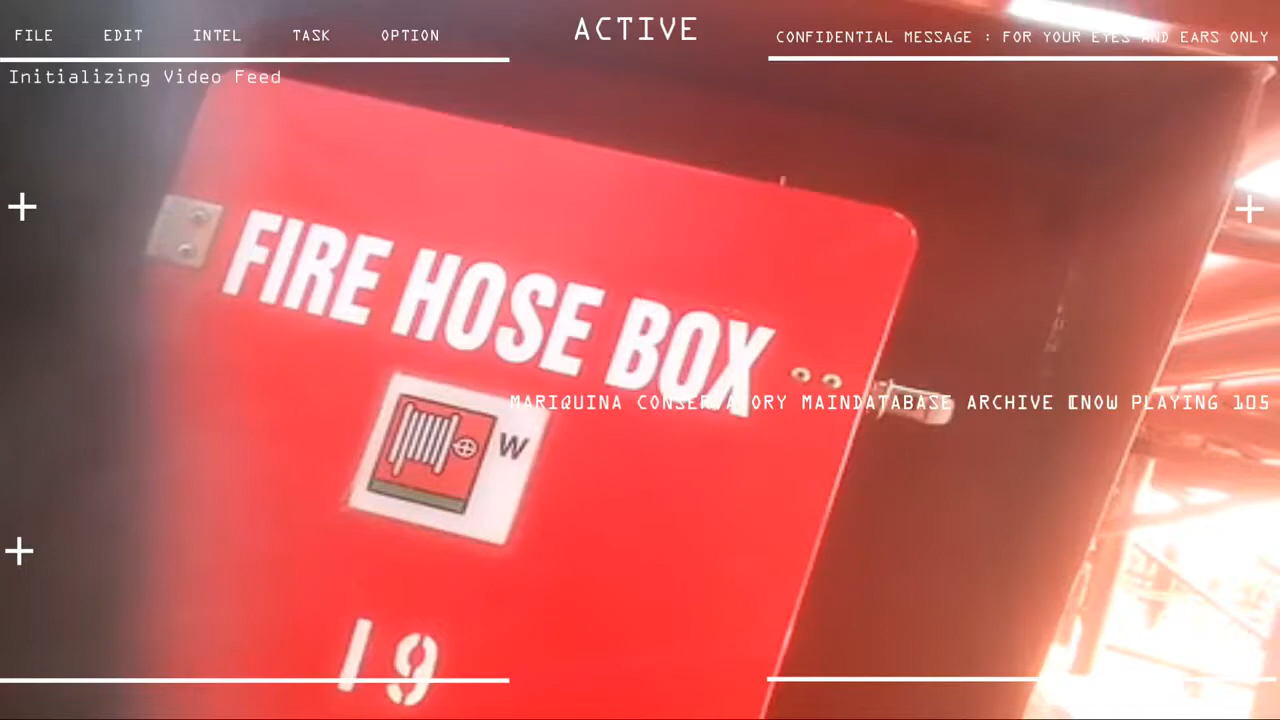 FILE EDIT INTEL TASK OPTION
ACTIVE
CONFIDENTIAL MESSAGE : FOR YOUR EYES AND EARS ONLY
Initializing Video Feed
FIRE HOSE BOX
MARIQUINA CONSERVATORY MAINDATABASE ARCHIVE [NOW PLAYING 105
W
19